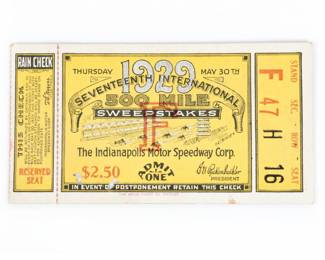 RAIN CHECK
THIS CHECK
RESERVED
SEAT
THURSDAY 1929 MAY 30TH
SEVENTEENTH INTERNATIONAL
500 MILE
SWEEPSTAKES
F
The Indianapolis Motor Speedway Corp.
$2.50
ADMIT
ONE
PRESIDENT
IN EVENT OF POSTPONEMENT RETAIN THIS CHECK
STAND SEC. ROW SEAT
F 47 H 16